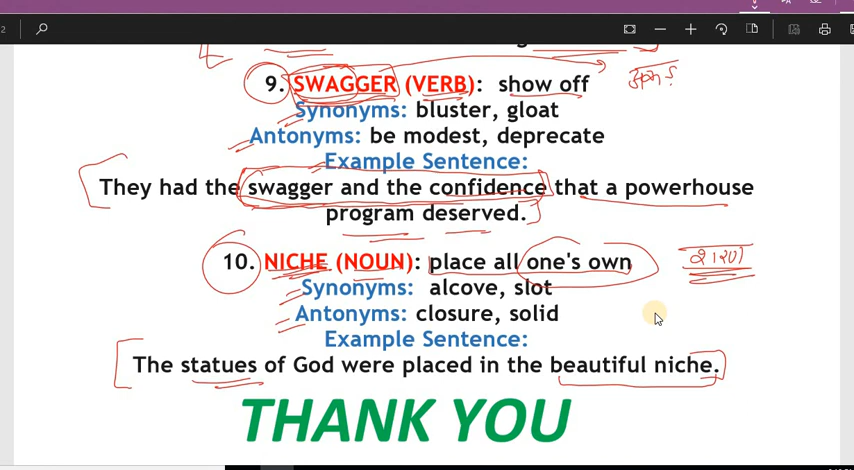 9. SWAGGER (VERB): show off
Synonyms: bluster, gloat
Antonyms: be modest, deprecate
Example Sentence:
They had the swagger and the confidence that a powerhouse
program deserved.
10. NICHE (NOUN): place all one's own
Synonyms: alcove, slot
Antonyms: closure, solid
Example Sentence:
The statues of God were placed in the beautiful niche.
THANK YOU